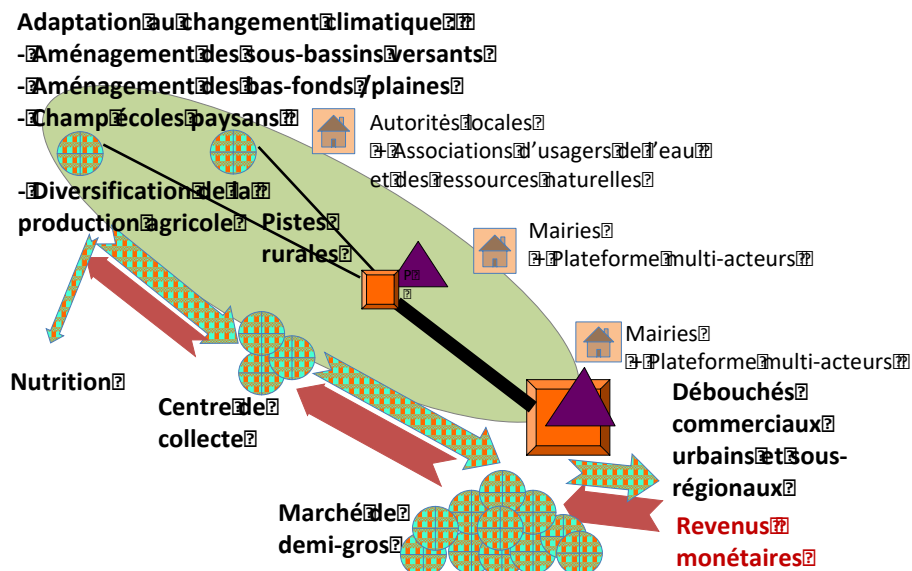 Adaptation au changement climatique
- Aménagement des sous-bassins versants
- Aménagement des bas-fonds /plaines
- Champ écoles paysans
Autoritės locales
+ Associations d'usagers de l'eau
et des ressources naturelles
- Diversification de la
production agricole
Pistes
rurales
P
Mairies
+ Plateforme multi-acteurs
Mairies
+ Plateforme multi-acteurs
Nutrition
Centre de
collecte
Débouchés
commerciaux
urbains et sous-
régionaux
Marché de
demi-gros
Revenus
monétaires